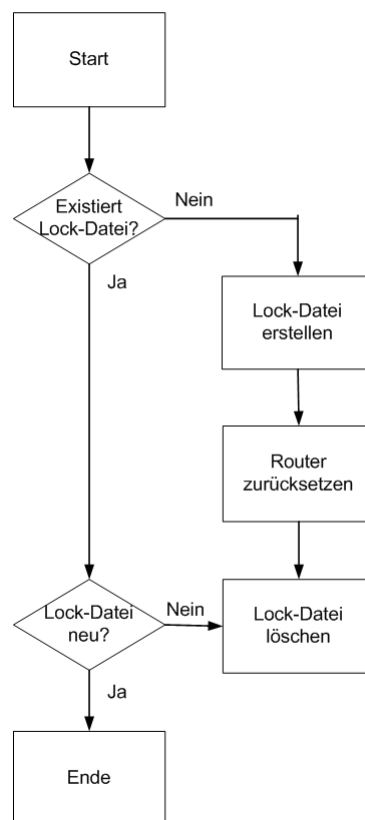 Start
Existiert
Lock-Datei?
Nein
Ja
Lock-Datei
erstellen
Router
zurücksetzen
Lock-Datei
neu?
Nein
Lock-Datei
löschen
Ja
Ende